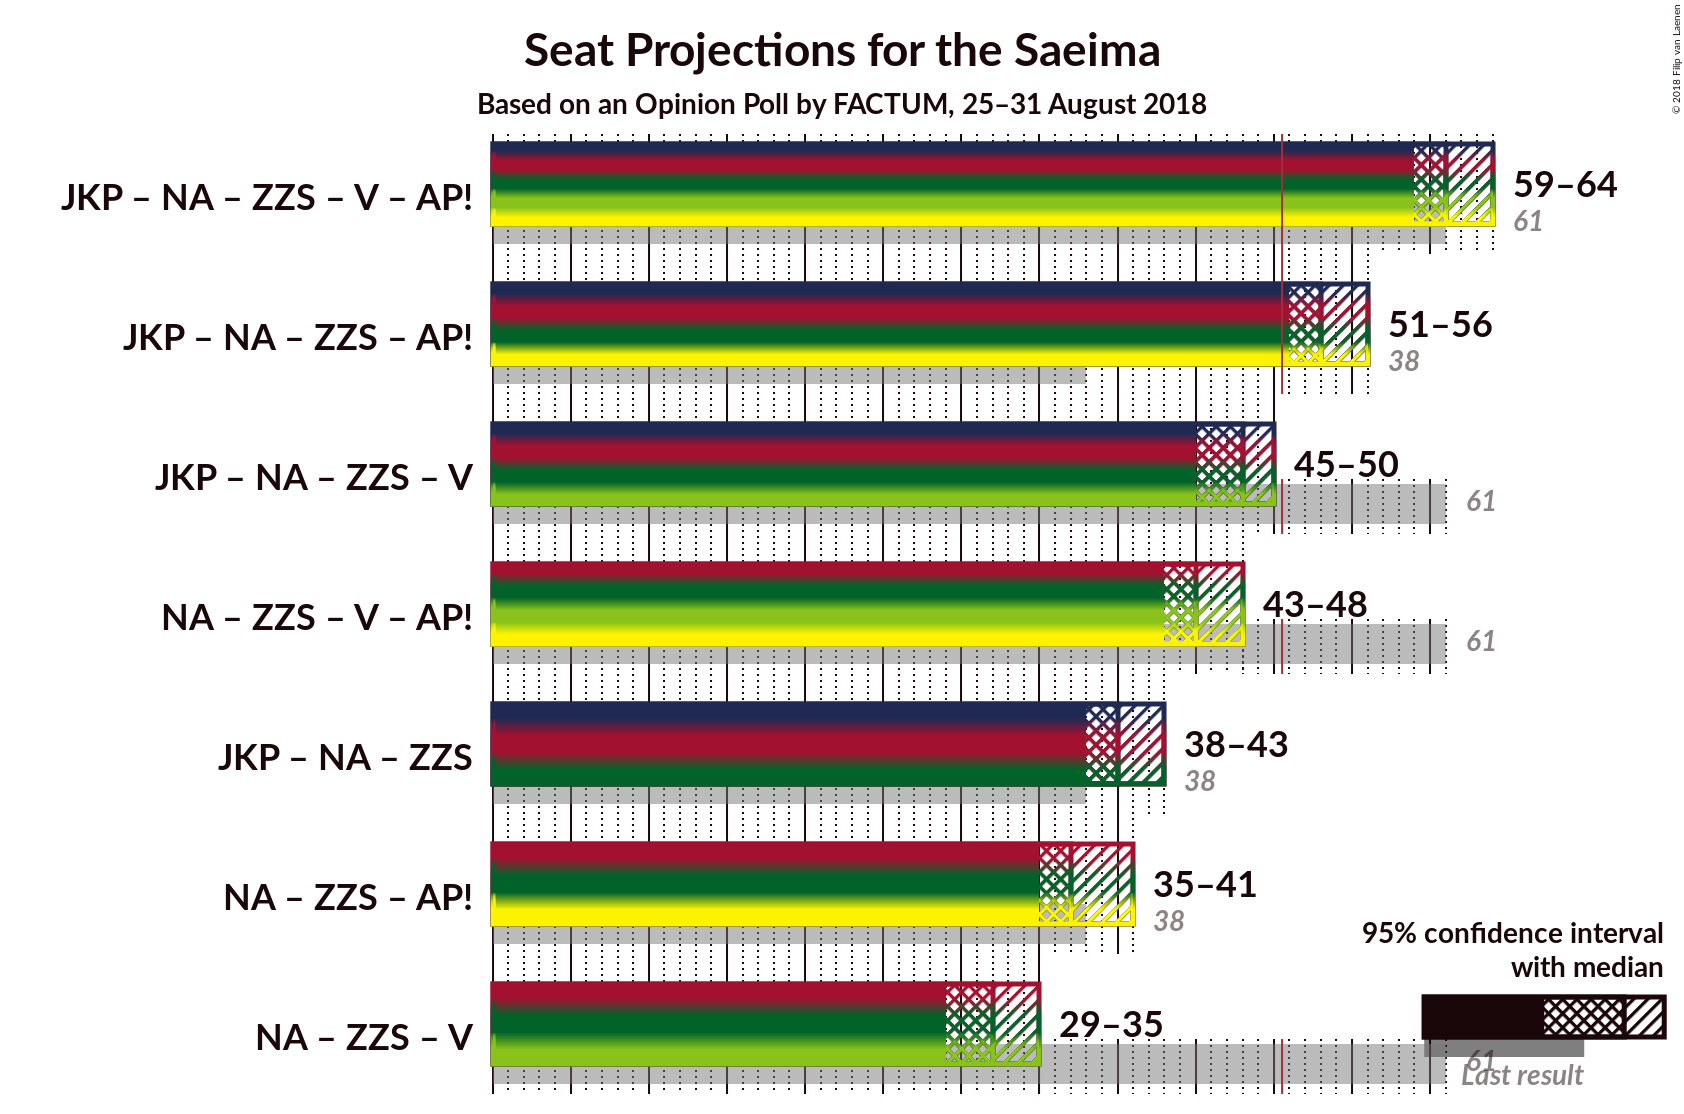 Seat Projections for the Saeima
Based on an Opinion Poll by FACTUM, 25–31 August 2018
© 2018 Filip van Laenen
JKP – NA – ZZS – V – AP!
59–64
61
JKP – NA – ZZS – AP!
51–56
38
JKP – NA – ZZS – V
45–50
61
NA – ZZS – V – AP!
43–48
61
JKP – NA – ZZS
38–43
38
NA – ZZS – AP!
35–41
38
NA – ZZS – V
29–35
61
95% confidence interval
with median
Last result